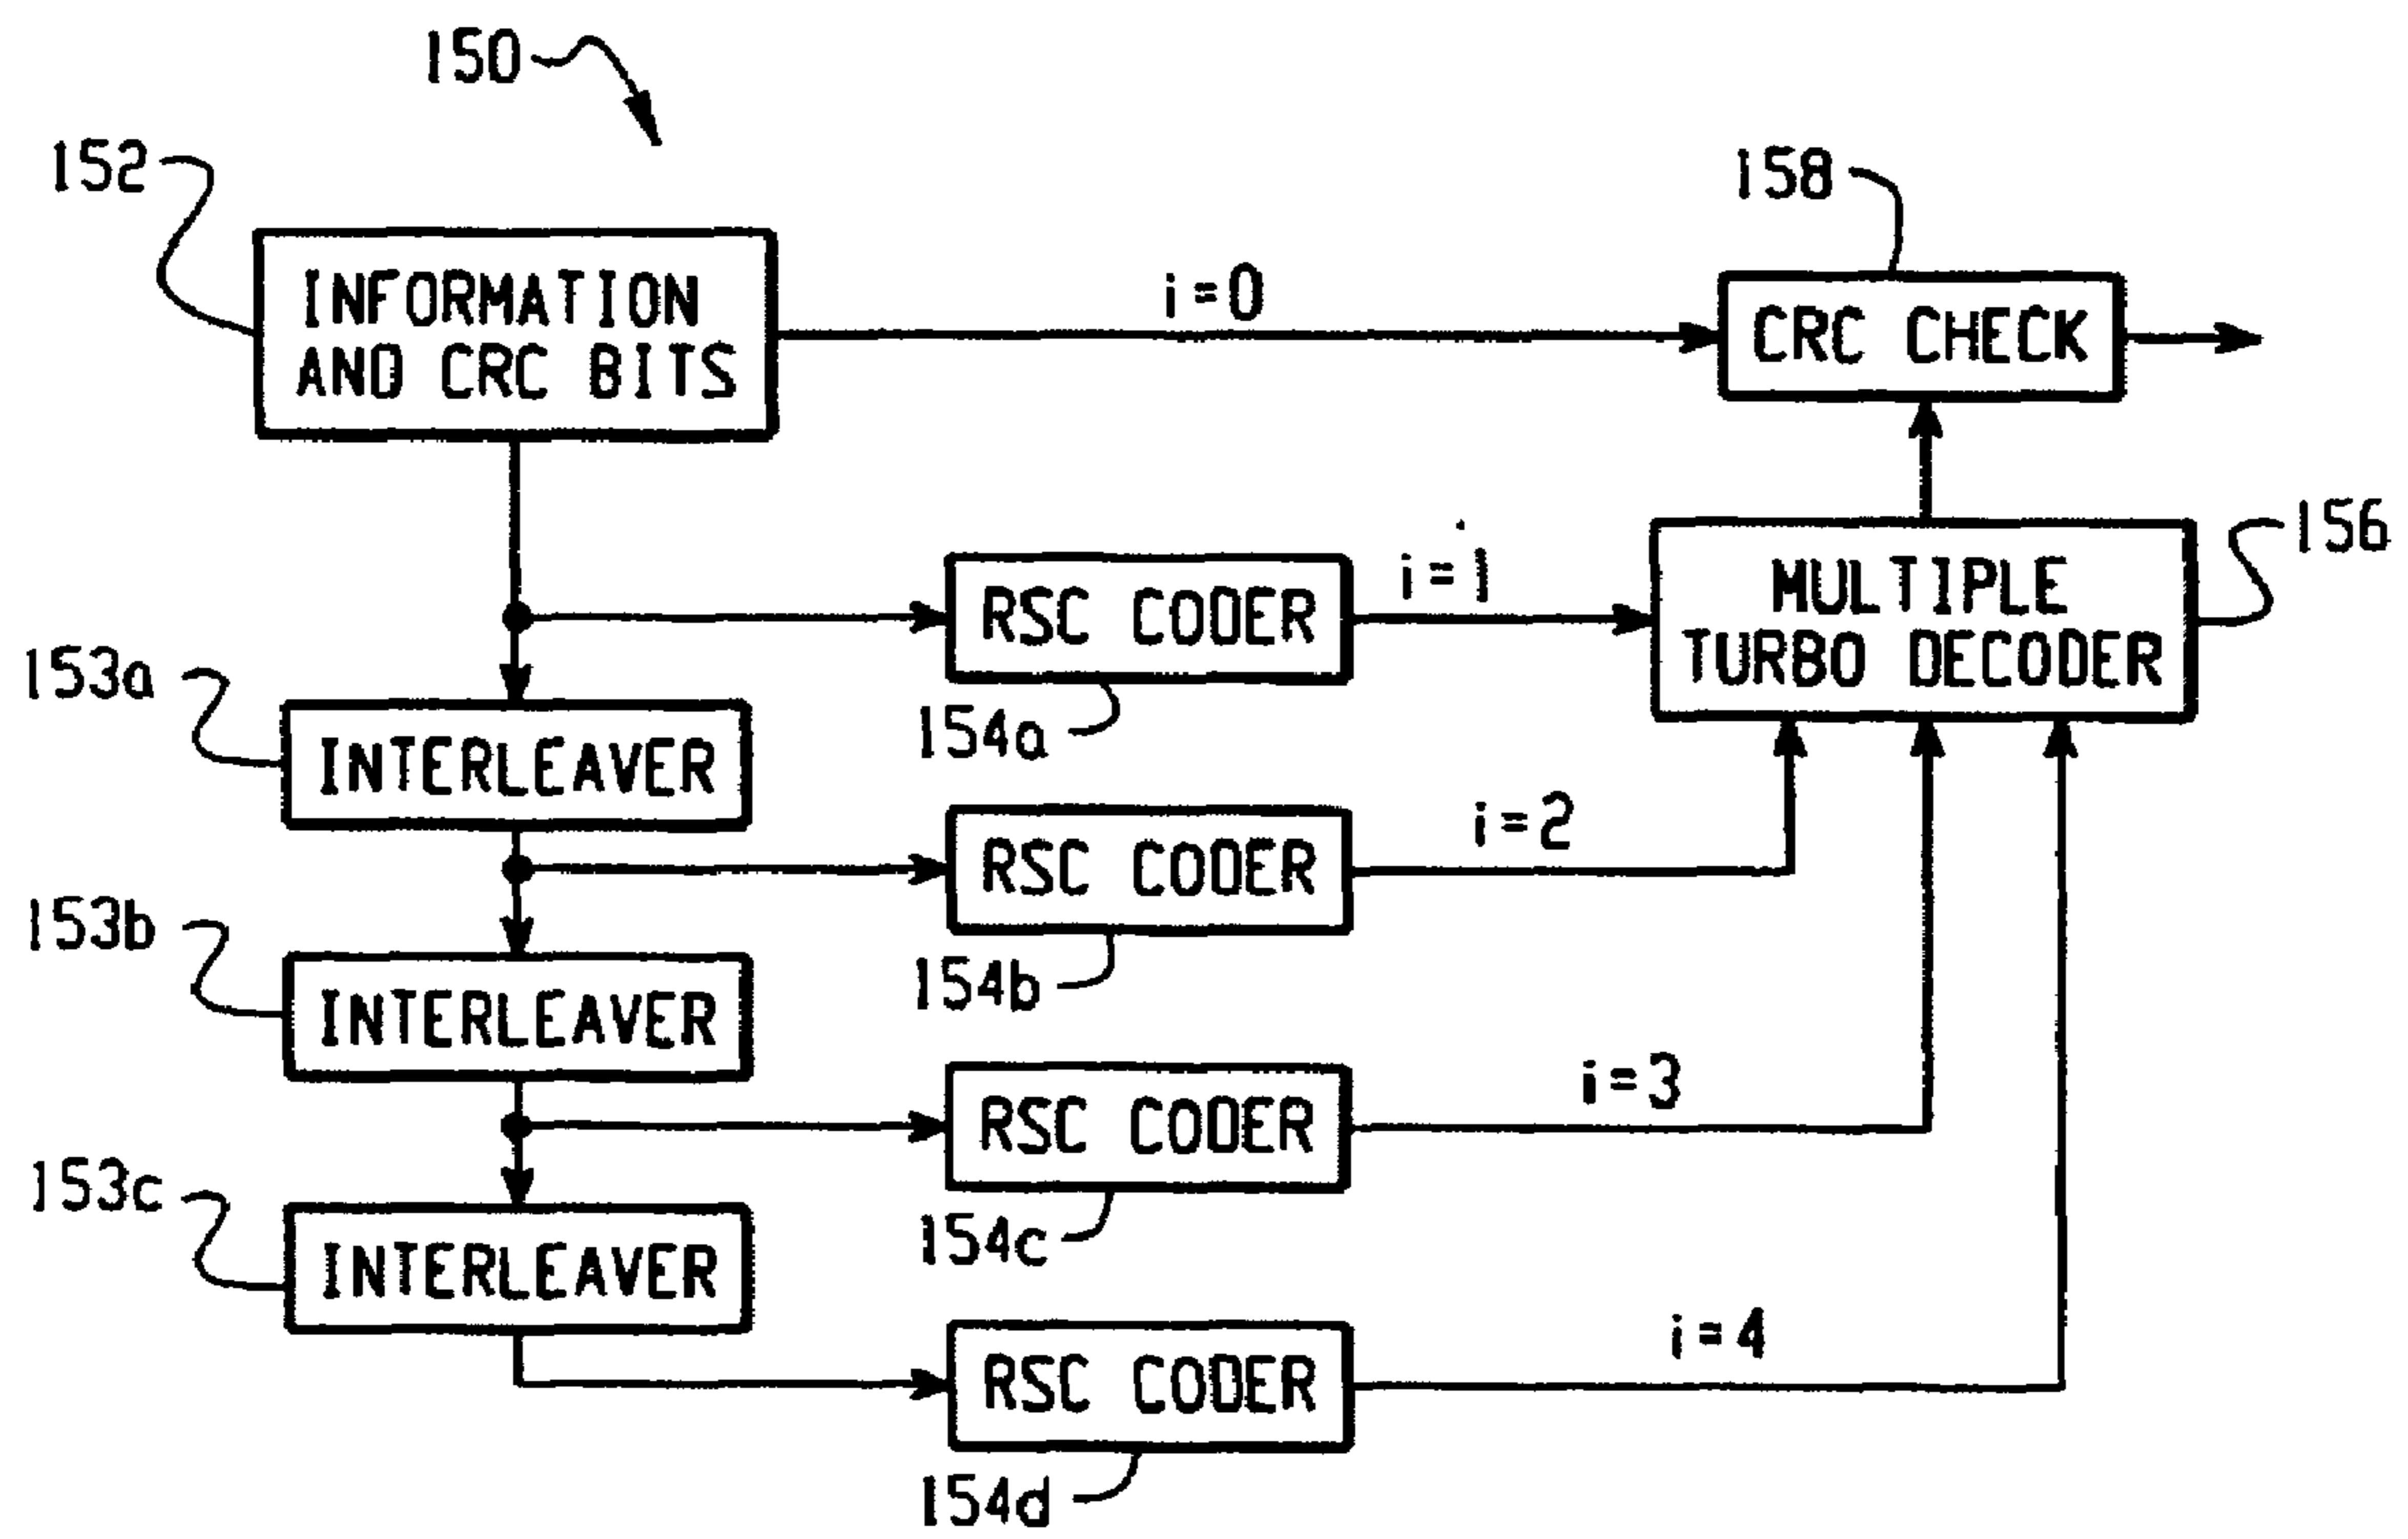 150
152
158
INFORMATION
AND CRC BITS
i=0
CRC CHECK
156
RSC CODER
i=1
MULTIPLE
TURBO DECODER
153a
154a
INTERLEAVER
i=2
RSC CODER
153b
154b
INTERLEAVER
i=3
RSC CODER
153c
154c
INTERLEAVER
i=4
RSC CODER
154d